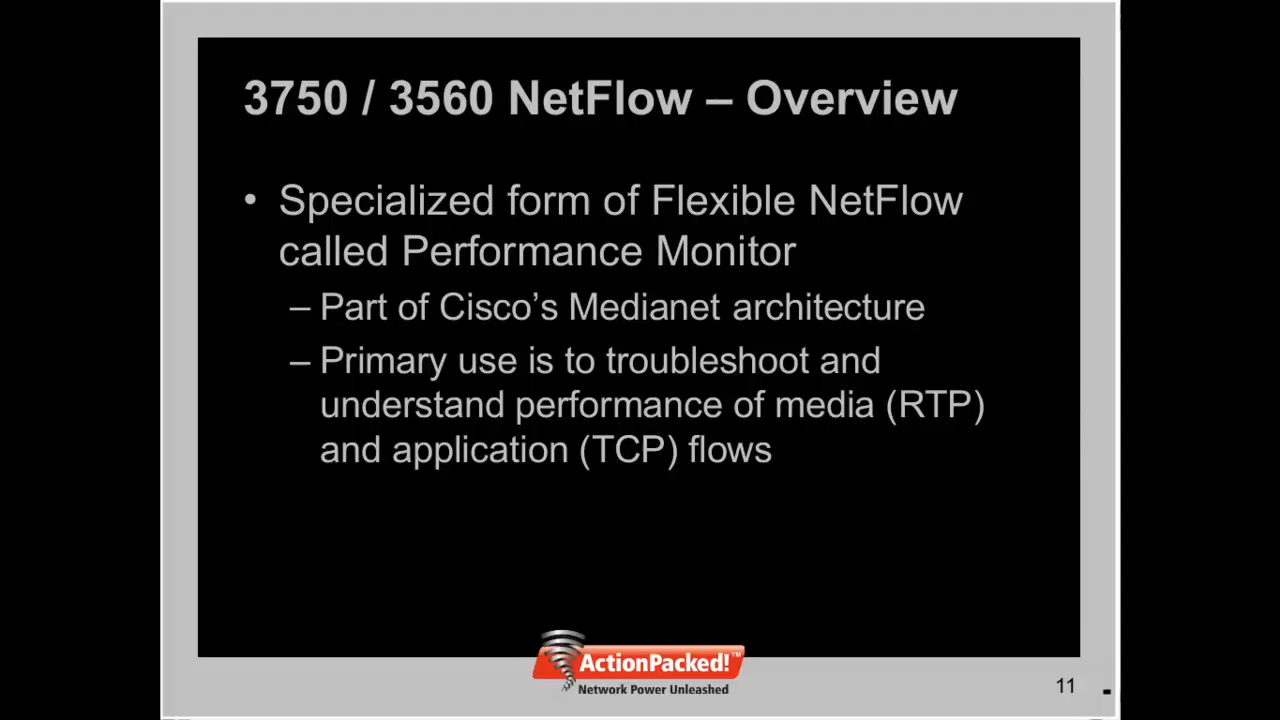 3750 / 3560 NetFlow – Overview
• Specialized form of Flexible NetFlow
called Performance Monitor
– Part of Cisco’s Medianet architecture
– Primary use is to troubleshoot and
understand performance of media (RTP)
and application (TCP) flows
ActionPacked!™
Network Power Unleashed
11